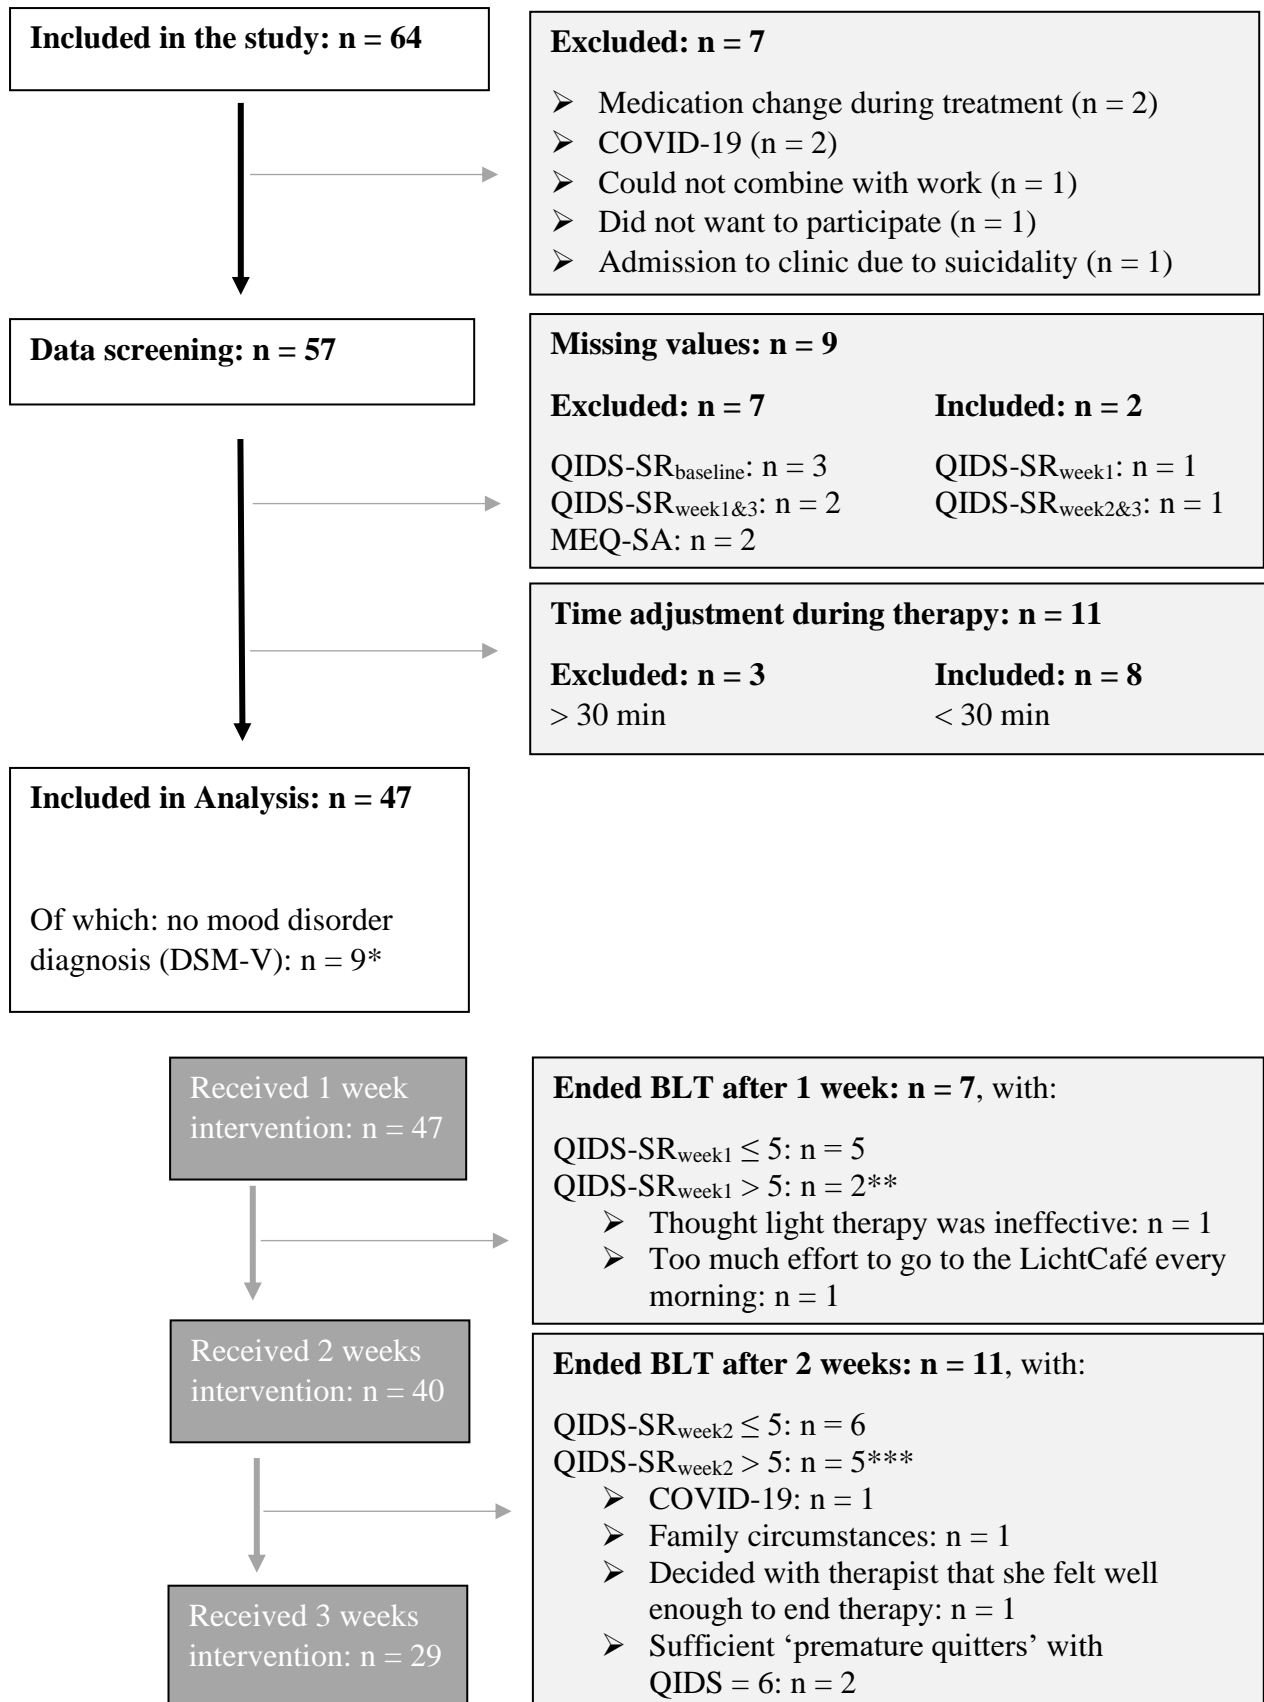 Included in the study: n = 64
Excluded: n = 7
➢ Medication change during treatment (n = 2)
➢ COVID-19 (n = 2)
➢ Could not combine with work (n = 1)
➢ Did not want to participate (n = 1)
➢ Admission to clinic due to suicidality (n = 1)
Data screening: n = 57
Missing values: n = 9
Excluded: n = 7
QIDS-SRbaseline: n = 3
QIDS-SRweek1&3: n = 2
MEQ-SA: n = 2
Included: n = 2
QIDS-SRweek1: n = 1
QIDS-SRweek2&3: n = 1
Time adjustment during therapy: n = 11
Excluded: n = 3
> 30 min
Included: n = 8
< 30 min
Included in Analysis: n = 47
Of which: no mood disorder
diagnosis (DSM-V): n = 9*
Received 1 week
intervention: n = 47
Ended BLT after 1 week: n = 7, with:
QIDS-SRweek1 ≤ 5: n = 5
QIDS-SRweek1 > 5: n = 2**
➢ Thought light therapy was ineffective: n = 1
➢ Too much effort to go to the LichtCafé every
morning: n = 1
Received 2 weeks
intervention: n = 40
Ended BLT after 2 weeks: n = 11, with:
QIDS-SRweek2 ≤ 5: n = 6
QIDS-SRweek2 > 5: n = 5***
➢ COVID-19: n = 1
➢ Family circumstances: n = 1
➢ Decided with therapist that she felt well
enough to end therapy: n = 1
➢ Sufficient ‘premature quitters’ with
QIDS = 6: n = 2
Received 3 weeks
intervention: n = 29